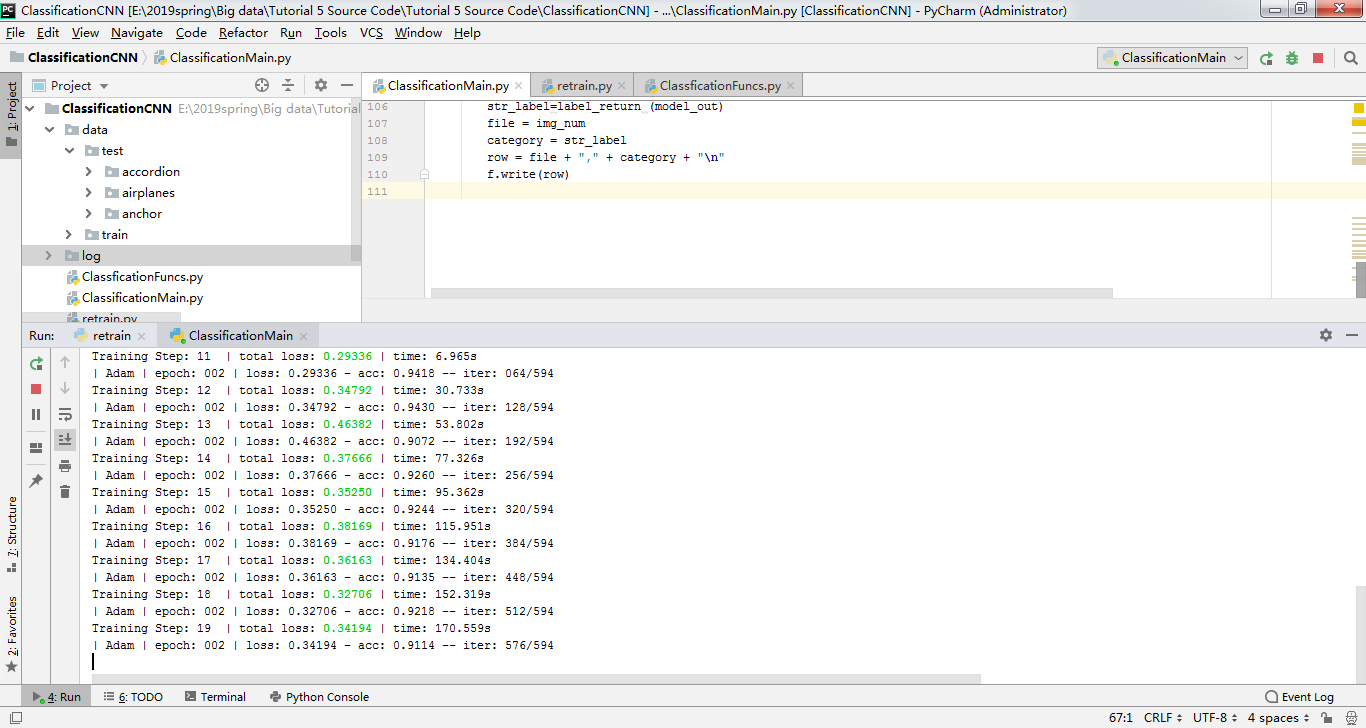 ClassificationCNN [E:\2019spring\Big data\Tutorial 5 Source Code\Tutorial 5 Source Code\ClassificationCNN] - ...\ClassificationMain.py [ClassificationCNN] - PyCharm (Administrator)
File Edit View Navigate Code Refactor Run Tools VCS Window Help
ClassificationCNN ClassificationMain.py ClassificationMain
1: Project
Project
ClassificationMain.py retrain.py ClassficationFuncs.py
ClassificationCNN E:\2019spring\Big data\Tutorial
data
test
accordion
airplanes
anchor
train
log
ClassficationFuncs.py
ClassificationMain.py
retrain.py
106 str_label=label_return (model_out)
107 file = img_num
108 category = str_label
109 row = file + "," + category + "\n"
110 f.write(row)
111
Run: retrain ClassificationMain
Training Step: 11 | total loss: 0.29336 | time: 6.965s
| Adam | epoch: 002 | loss: 0.29336 - acc: 0.9418 -- iter: 064/594
Training Step: 12 | total loss: 0.34792 | time: 30.733s
| Adam | epoch: 002 | loss: 0.34792 - acc: 0.9430 -- iter: 128/594
Training Step: 13 | total loss: 0.46382 | time: 53.802s
| Adam | epoch: 002 | loss: 0.46382 - acc: 0.9072 -- iter: 192/594
Training Step: 14 | total loss: 0.37666 | time: 77.326s
| Adam | epoch: 002 | loss: 0.37666 - acc: 0.9260 -- iter: 256/594
Training Step: 15 | total loss: 0.35250 | time: 95.362s
| Adam | epoch: 002 | loss: 0.35250 - acc: 0.9244 -- iter: 320/594
Training Step: 16 | total loss: 0.38169 | time: 115.951s
| Adam | epoch: 002 | loss: 0.38169 - acc: 0.9176 -- iter: 384/594
Training Step: 17 | total loss: 0.36163 | time: 134.404s
| Adam | epoch: 002 | loss: 0.36163 - acc: 0.9135 -- iter: 448/594
Training Step: 18 | total loss: 0.32706 | time: 152.319s
| Adam | epoch: 002 | loss: 0.32706 - acc: 0.9218 -- iter: 512/594
Training Step: 19 | total loss: 0.34194 | time: 170.559s
| Adam | epoch: 002 | loss: 0.34194 - acc: 0.9114 -- iter: 576/594
7: Structure
2: Favorites
4: Run 6: TODO Terminal Python Console Event Log
67:1 CRLF UTF-8 4 spaces